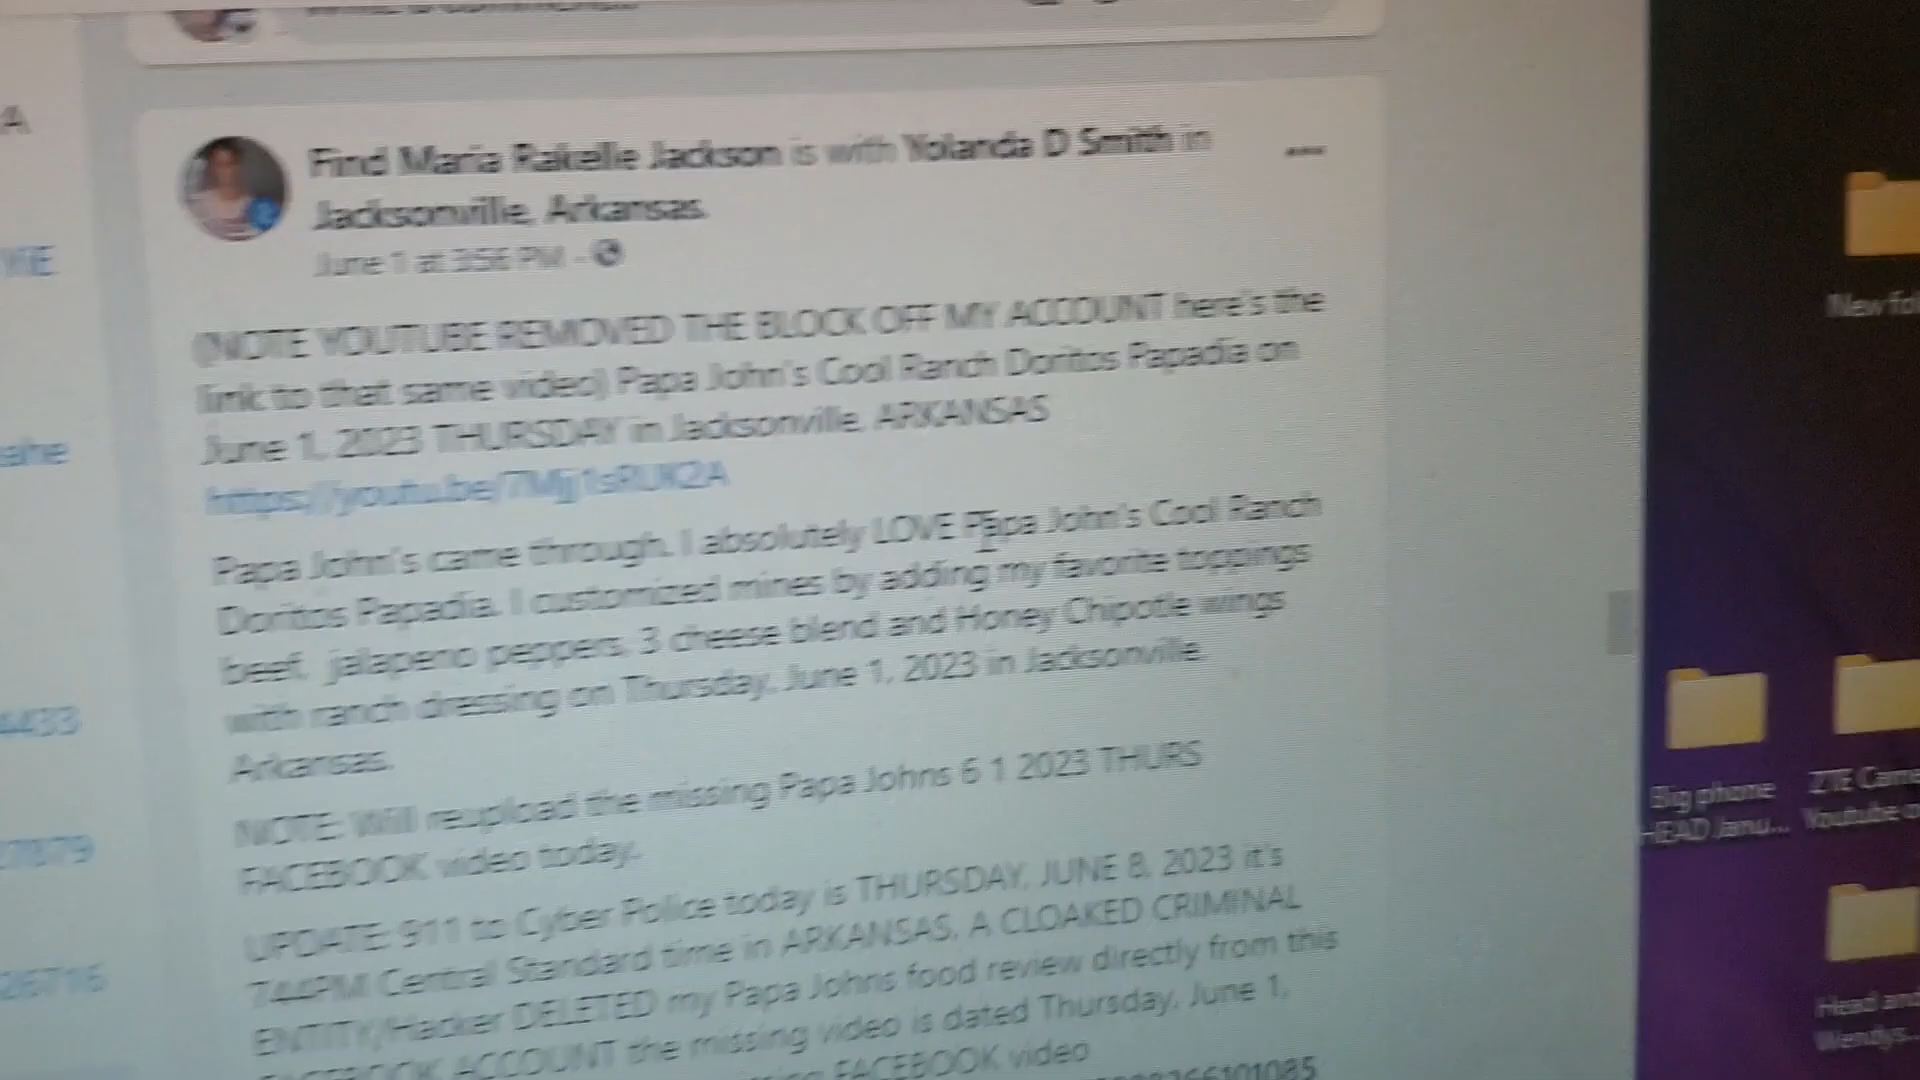 A
Find Maria Rakelle Jackson is with Yolanda D Smith in
Jacksonville, Arkansas.
June 1 at 3:56 PM ·
(NOTE YOUTUBE REMOVED THE BLOCK OFF MY ACCOUNT here's the
link to that same video) Papa John's Cool Ranch Doritos Papadia on
June 1, 2023 THURSDAY in Jacksonville, ARKANSAS
Papa John's came through. I absolutely LOVE Papa John's Cool Ranch
Doritos Papadia. I customized mines by adding my favorite toppings
beef, jalapeno peppers, 3 cheese blend and Honey Chipotle wings
with ranch dressing on Thursday, June 1, 2023 in Jacksonville,
Arkansas.
NOTE: Will reupload the missing Papa Johns 6 1 2023 THURS
FACEBOOK video today.
UPDATE: 911 to Cyber Police today is THURSDAY, JUNE 8, 2023 it's
744PM Central Standard time in ARKANSAS. A CLOAKED CRIMINAL
ENTITY/Hacker DELETED my Papa Johns food review directly from this
FACEBOOK ACCOUNT the missing video is dated Thursday, June 1,
FACEBOOK video
4433
27879
26716
New fol
Big phone
HEAD Janu...
ZTE Came
Youtube o
Head and
Wendys...